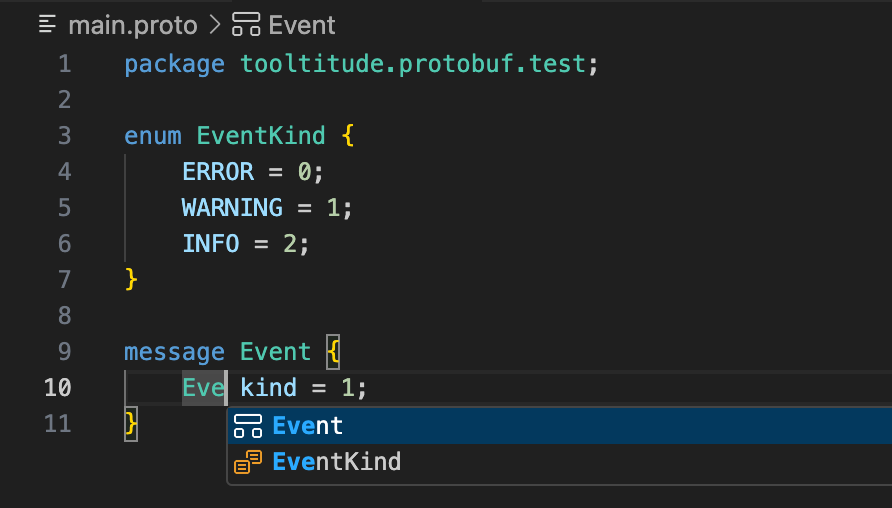 main.proto > Event
1 package tooltitude.protobuf.test;
2
3 enum EventKind {
4 ERROR = 0;
5 WARNING = 1;
6 INFO = 2;
7 }
8
9 message Event {
10 Eve kind = 1;
11 }
Event
EventKind